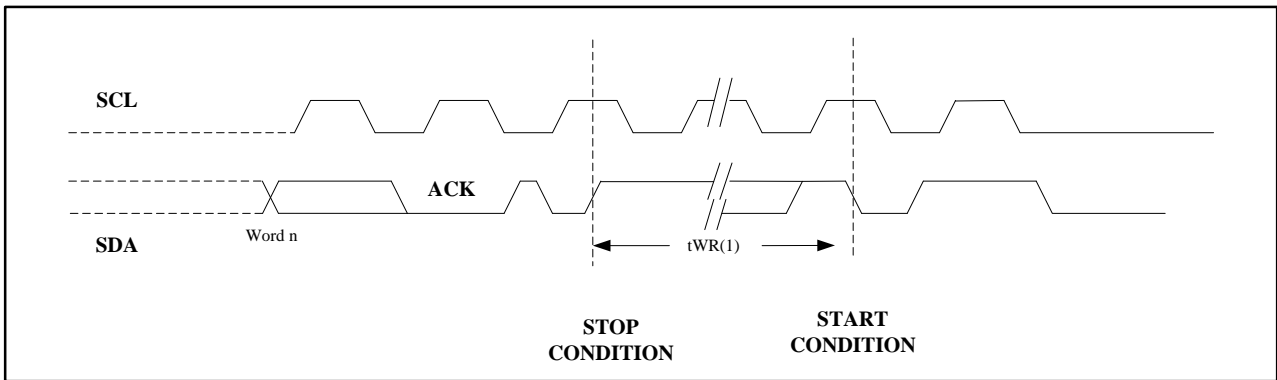 SCL
ACK
Word n
SDA
tWR(1)
STOP
CONDITION
START
CONDITION